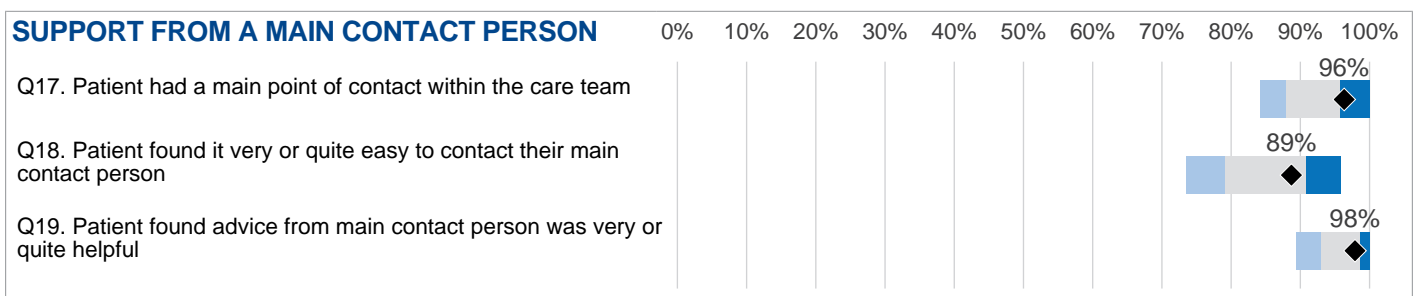 SUPPORT FROM A MAIN CONTACT PERSON 0% 10% 20% 30% 40% 50% 60% 70% 80% 90% 100%
Q17. Patient had a main point of contact within the care team 96%
Q18. Patient found it very or quite easy to contact their main
contact person
89%
Q19. Patient found advice from main contact person was very or
quite helpful
98%